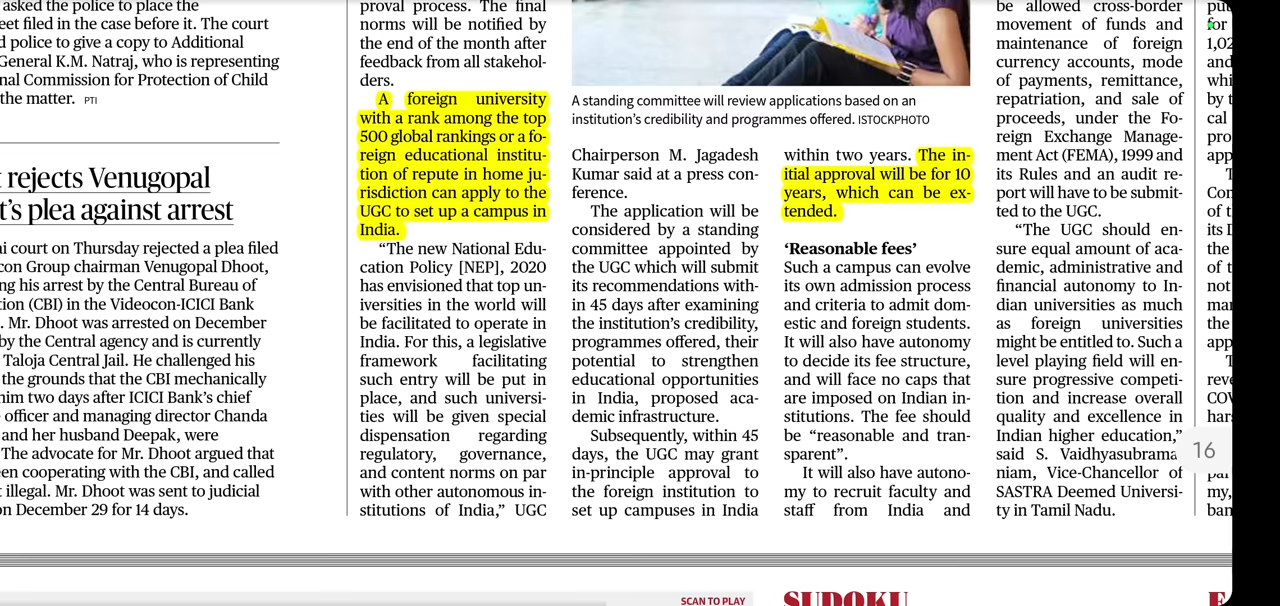 asked the police to place the
eet filed in the case before it. The court
d police to give a copy to Additional
General K.M. Natraj, who is representing
nal Commission for Protection of Child
the matter. PTI
rejects Venugopal
t's plea against arrest
ai court on Thursday rejected a plea filed
con Group chairman Venugopal Dhoot,
ng his arrest by the Central Bureau of
tion (CBI) in the Videocon-ICICI Bank
. Mr. Dhoot was arrested on December
by the Central agency and is currently
Taloja Central Jail. He challenged his
the grounds that the CBI mechanically
him two days after ICICI Bank's chief
officer and managing director Chanda
and her husband Deepak, were
The advocate for Mr. Dhoot argued that
een cooperating with the CBI, and called
t illegal. Mr. Dhoot was sent to judicial
on December 29 for 14 days.
proval process. The final
norms will be notified by
the end of the month after
feedback from all stakehol-
ders.
A foreign university
with a rank among the top
500 global rankings or a fo-
reign educational institu-
tion of repute in home ju-
risdiction can apply to the
UGC to set up a campus in
India.
"The new National Edu-
cation Policy [NEP], 2020
has envisioned that top un-
iversities in the world will
be facilitated to operate in
India. For this, a legislative
framework facilitating
such entry will be put in
place, and such universi-
ties will be given special
dispensation regarding
regulatory, governance,
and content norms on par
with other autonomous in-
stitutions of India," UGC
A standing committee will review applications based on an
institution's credibility and programmes offered. ISTOCKPHOTO
Chairperson M. Jagadesh
Kumar said at a press con-
ference.
The application will be
considered by a standing
committee appointed by
the UGC which will submit
its recommendations with-
in 45 days after examining
the institution's credibility,
programmes offered, their
potential to strengthen
educational opportunities
in India, proposed aca-
demic infrastructure.
Subsequently, within 45
days, the UGC may grant
in-principle approval to
the foreign institution to
set up campuses in India
within two years. The in-
itial approval will be for 10
years, which can be ex-
tended.
'Reasonable fees'
Such a campus can evolve
its own admission process
and criteria to admit dom-
estic and foreign students.
It will also have autonomy
to decide its fee structure,
and will face no caps that
are imposed on Indian in-
stitutions. The fee should
be "reasonable and tran-
sparent".
It will also have autono-
my to recruit faculty and
staff from India and
be allowed cross-border
movement of funds and
maintenance of foreign
currency accounts, mode
of payments, remittance,
repatriation, and sale of
proceeds, under the Fo-
reign Exchange Manage-
ment Act (FEMA), 1999 and
its Rules and an audit re-
port will have to be submit-
ted to the UGC.
"The UGC should en-
sure equal amount of aca-
demic, administrative and
financial autonomy to In-
dian universities as much
as foreign universities
might be entitled to. Such a
level playing field will en-
sure progressive competi-
tion and increase overall
quality and excellence in
Indian higher education,"
said S. Vaidhyasubrama-
niam, Vice-Chancellor of
SASTRA Deemed Universi-
ty in Tamil Nadu.
for
1,02
and
whi
by t
cal
pro
app
T
Con
of t
its I
the
of t
not
mar
the
app
T
reve
COV
hars
16
my,
ban
SCAN TO PLAY
SUDOKU